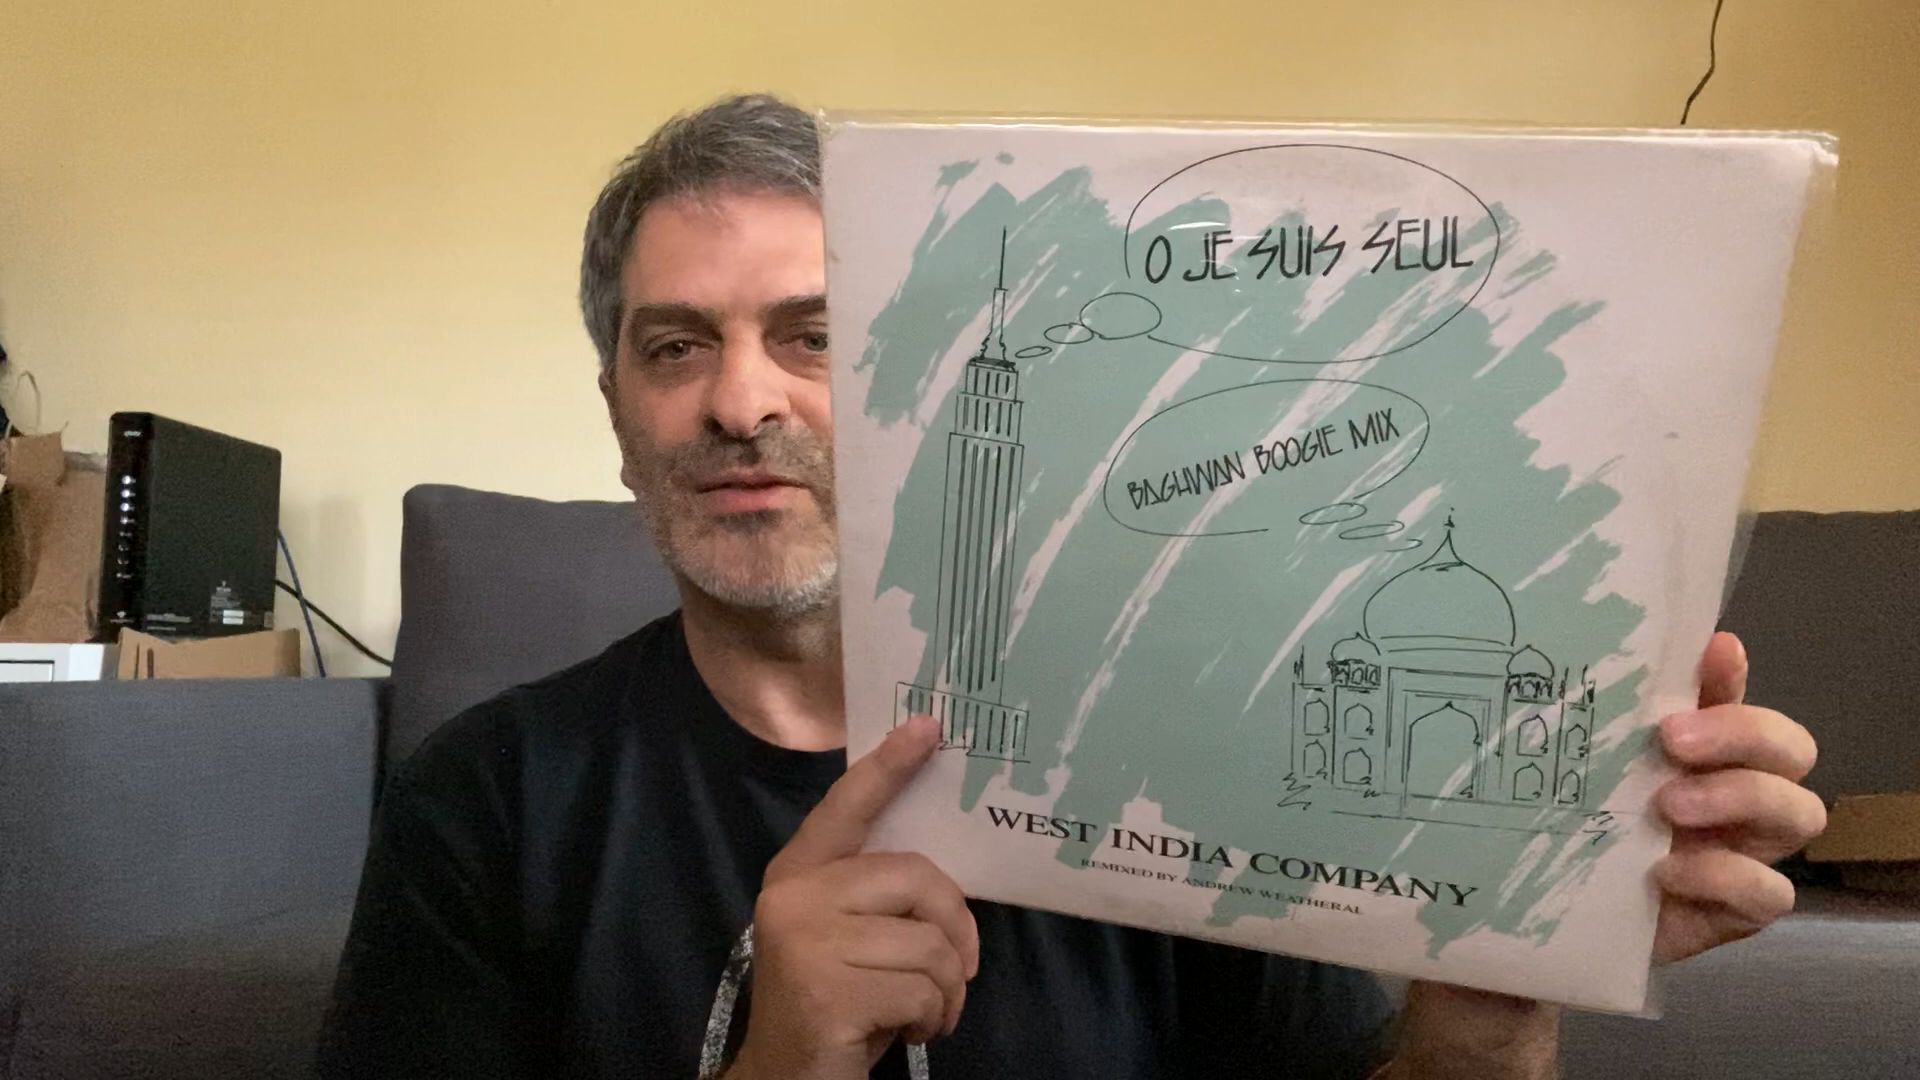 O JE SUIS SEUL
BAGHWAN BOOGIE MIX
WEST INDIA COMPANY
REMIXED BY ANDREW WEATHERAL